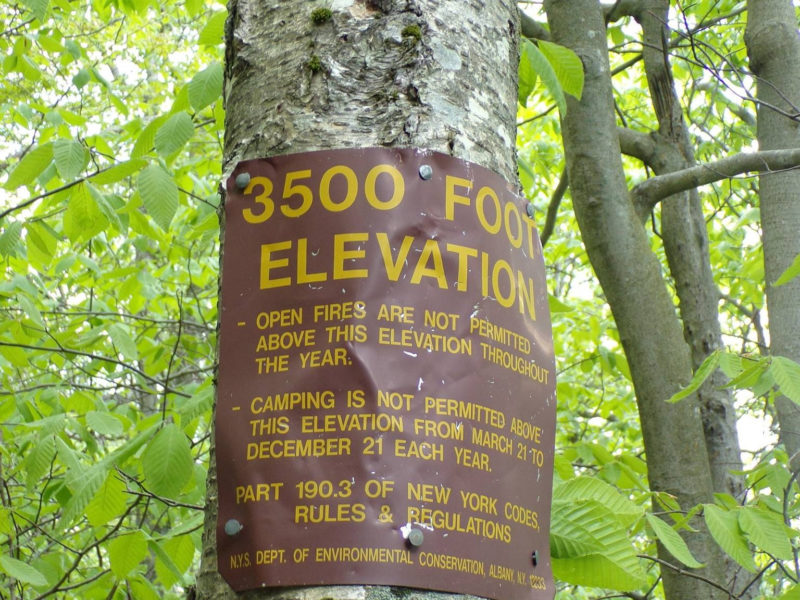 3500 FOOT
ELEVATION
- OPEN FIRES ARE NOT PERMITTED
ABOVE THIS ELEVATION THROUGHOUT
THE YEAR.
- CAMPING IS NOT PERMITTED ABOVE
THIS ELEVATION FROM MARCH 21 TO
DECEMBER 21 EACH YEAR.
PART 190.3 OF NEW YORK CODES,
RULES & REGULATIONS
N.Y.S. DEPT. OF ENVIRONMENTAL CONSERVATION, ALBANY, N.Y.